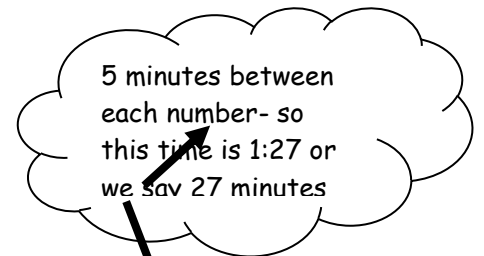 5 minutes between
each number- so
this time is 1:27 or
we say 27 minutes